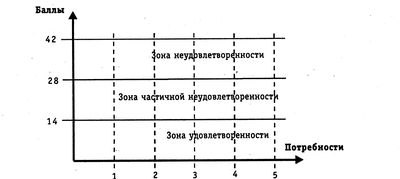 Баллы
42
Зона неудовлетворенности
28
Зона частичной неудовлетворенности
14
Зона удовлетворенности
Потребности
1 2 3 4 5